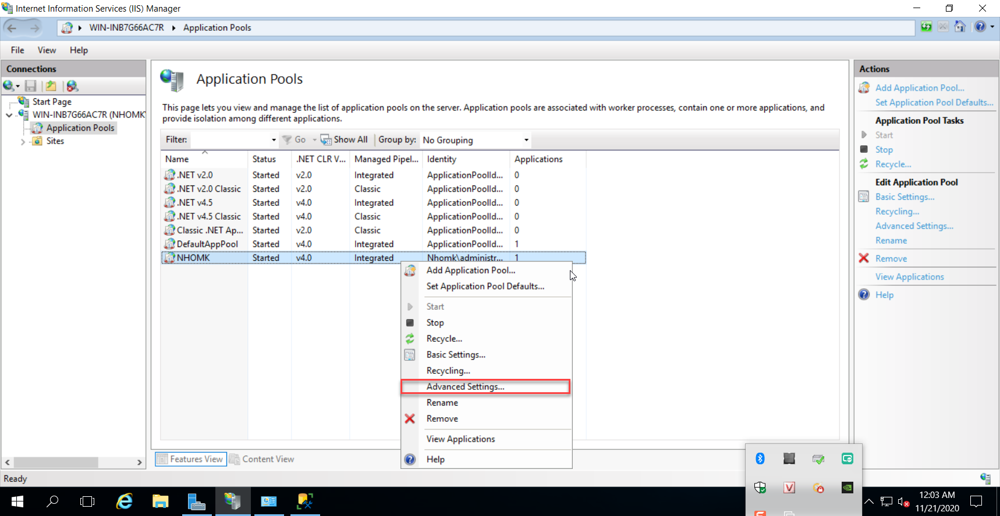 Internet Information Services (IIS) Manager
WIN-INB7G66AC7R
Application Pools
File View Help
Connections
Start Page
WIN-INB7G66AC7R (NHOMK
Application Pools
Sites
Application Pools
This page lets you view and manage the list of application pools on the server. Application pools are associated with worker processes, contain one or more applications, and
provide isolation among different applications.
Filter: Go Show All Group by: No Grouping
Name Status .NET CLR V... Managed Pipel... Identity Applications
.NET v2.0 Started v2.0 Integrated ApplicationPoolId... 0
.NET v2.0 Classic Started v2.0 Classic ApplicationPoolId... 0
.NET v4.5 Started v4.0 Integrated ApplicationPoolId... 0
.NET v4.5 Classic Started v4.0 Classic ApplicationPoolId... 0
Classic .NET Ap... Started v2.0 Classic ApplicationPoolId... 0
DefaultAppPool Started v4.0 Integrated ApplicationPoolId... 1
NHOMK Started v4.0 Integrated Nhomk\administr... 1
Add Application Pool...
Set Application Pool Defaults...
Start
Stop
Recycle...
Basic Settings...
Recycling...
Advanced Settings...
Rename
Remove
View Applications
Help
Features View
Content View
Actions
Add Application Pool...
Set Application Pool Defaults...
Application Pool Tasks
Start
Stop
Recycle...
Edit Application Pool
Basic Settings...
Recycling...
Advanced Settings...
Rename
Remove
View Applications
Help
Ready
12:03 AM
11/21/2020